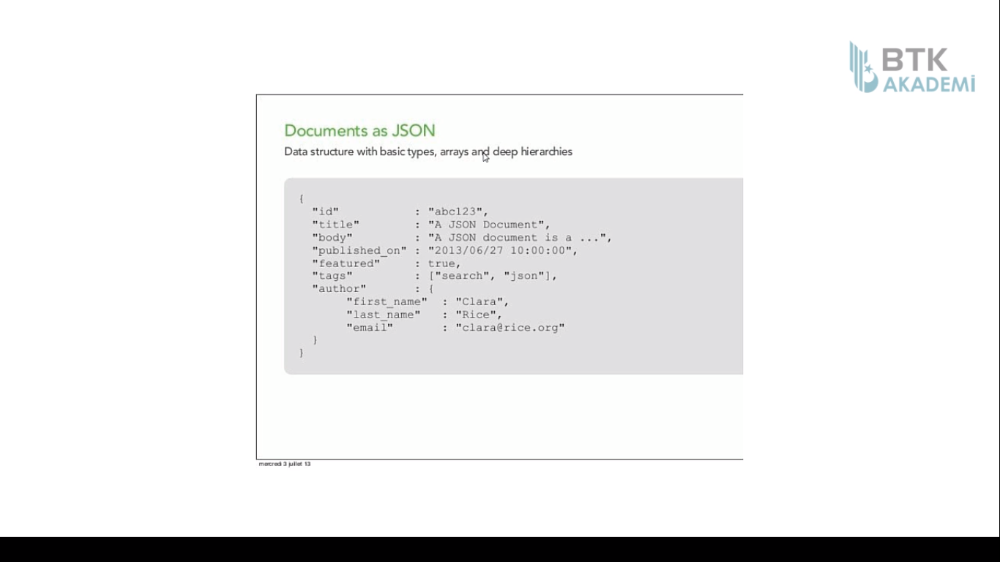 BTK
AKADEMİ
Documents as JSON
Data structure with basic types, arrays and deep hierarchies
{
"id" : "abc123",
"title" : "A JSON Document",
"body" : "A JSON document is a ...",
"published_on" : "2013/06/27 10:00:00",
"featured" : true,
"tags" : ["search", "json"],
"author" : {
"first_name" : "Clara",
"last_name" : "Rice",
"email" : "clara@rice.org"
}
}
mercredi 3 juillet 13